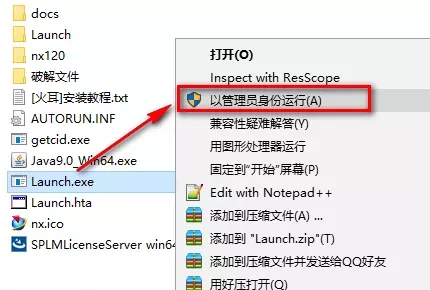 docs
Launch
nx120
破解文件
[火耳]安装教程.txt
AUTORUN.INF
getcid.exe
Java9.0_Win64.exe
Launch.exe
Launch.hta
nx.ico
SPLMLicenseServer win64
打开(O)
Inspect with ResScope
以管理员身份运行(A)
兼容性疑难解答(Y)
用图形处理器运行
固定到"开始"屏幕(P)
Edit with Notepad++
添加到压缩文件(A) ...
添加到 "Launch.zip"(T)
添加到压缩文件并发送给QQ好友
用好压打开(Q)